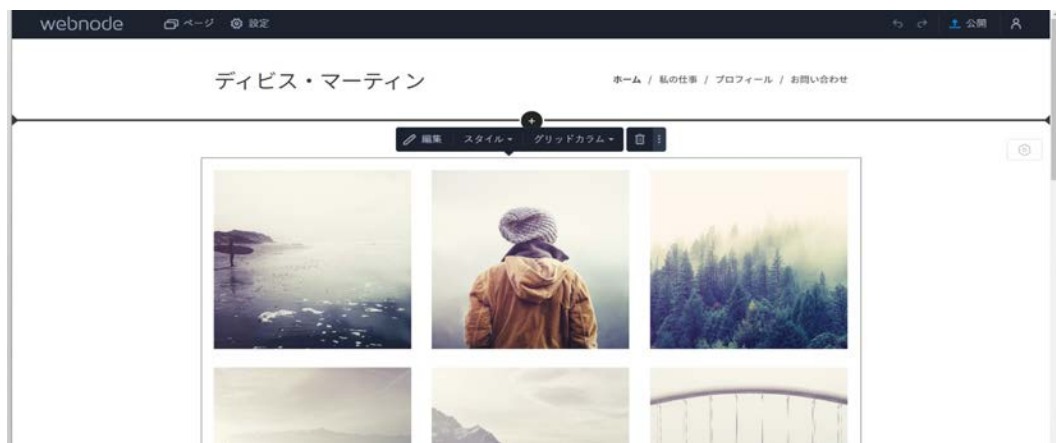 webnode ページ 設定 公開
ディビス・マーティン
ホーム / 私の仕事 / プロフィール / お問い合わせ
編集 スタイル グリッドカラム